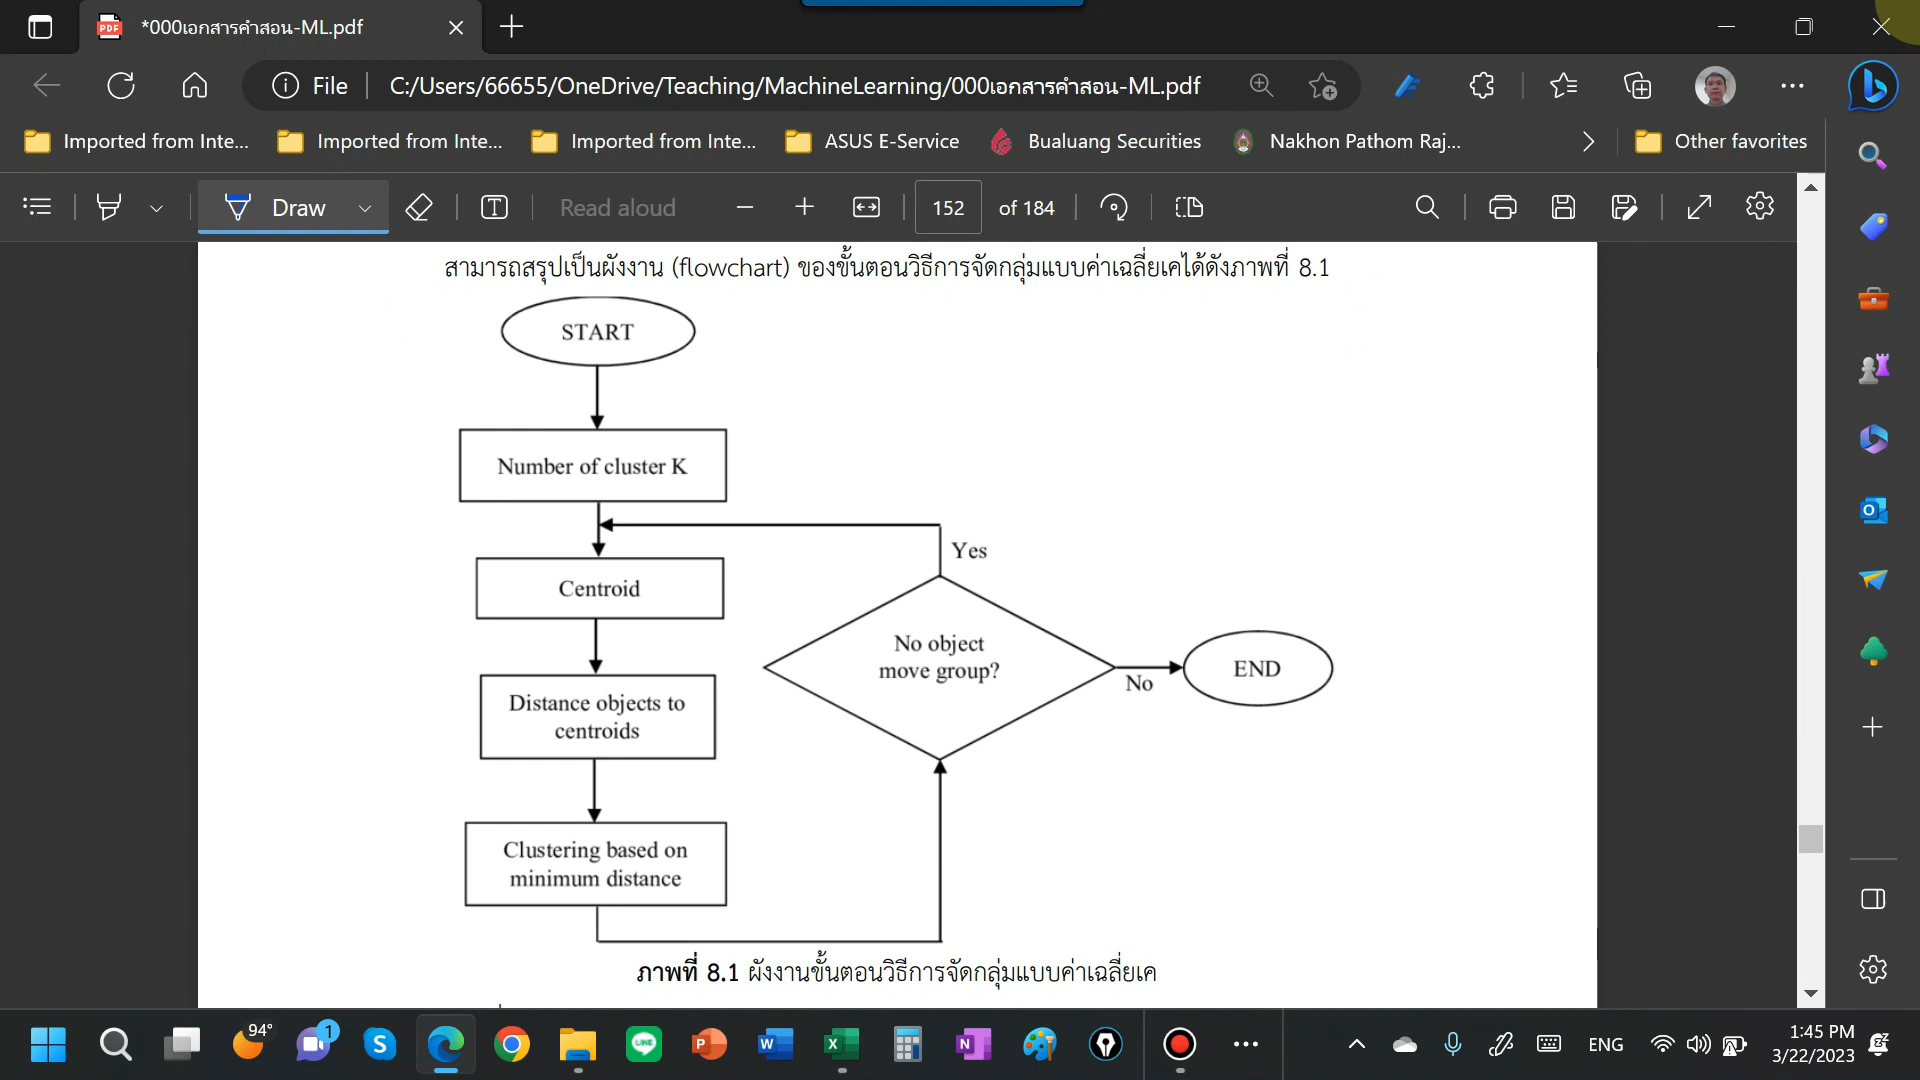 *000เอกสารคำสอน-ML.pdf
File
C:/Users/66655/OneDrive/Teaching/MachineLearning/000เอกสารคำสอน-ML.pdf
Imported from Inte...
Imported from Inte...
Imported from Inte...
ASUS E-Service
Bualuang Securities
Nakhon Pathom Raj...
Other favorites
Draw
Read aloud
152
of 184
สามารถสรุปเป็นผังงาน (flowchart) ของขั้นตอนวิธีการจัดกลุ่มแบบค่าเฉลี่ยเคได้ดังภาพที่ 8.1
START
Number of cluster K
Yes
Centroid
No object
move group?
No
END
Distance objects to
centroids
Clustering based on
minimum distance
ภาพที่ 8.1 ผังงานขั้นตอนวิธีการจัดกลุ่มแบบค่าเฉลี่ยเค
94°
1
ENG
1:45 PM
3/22/2023